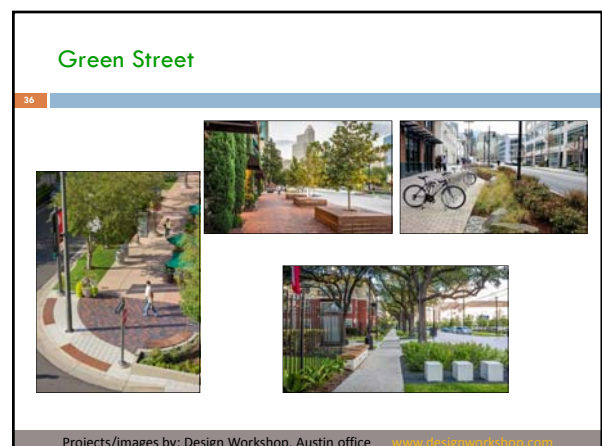 Green Street
36
Projects/images by: Design Workshop, Austin office www.designworkshop.com